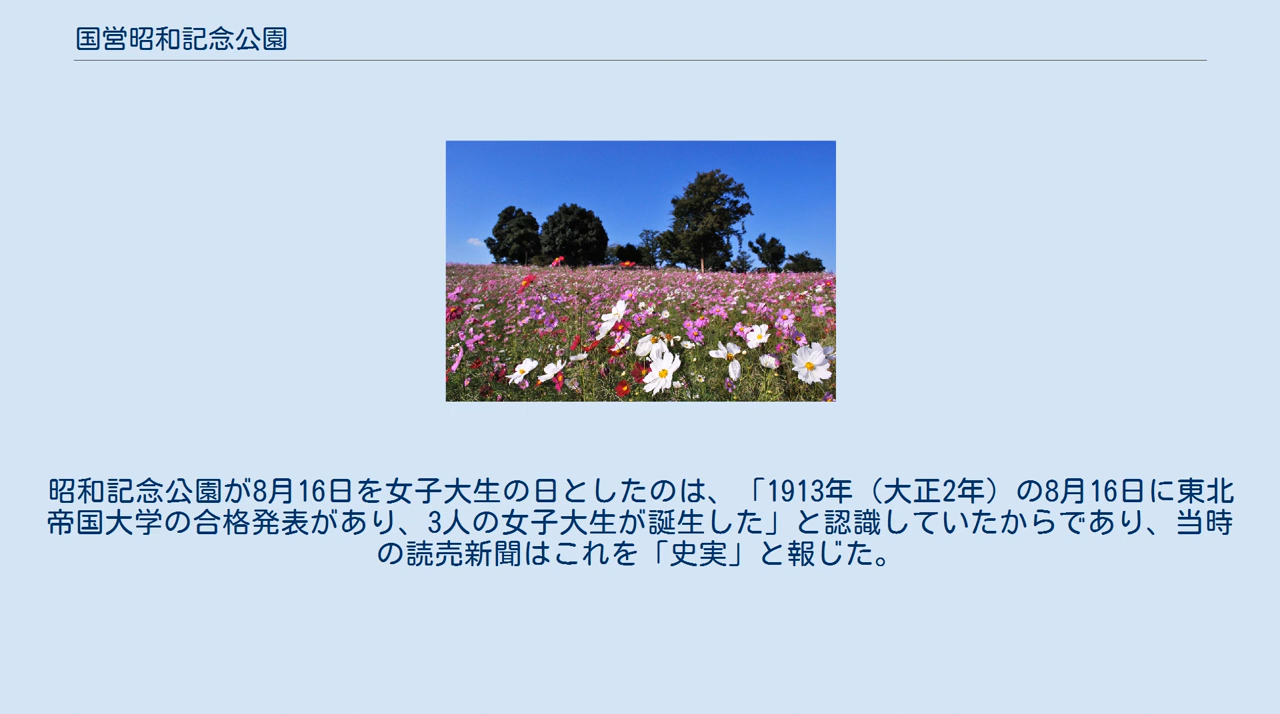 国営昭和記念公園
昭和記念公園が8月16日を女子大生の日としたのは、「1913年（大正2年）の8月16日に東北
帝国大学の合格発表があり、3人の女子大生が誕生した」と認識していたからであり、当時
の読売新聞はこれを「史実」と報じた。